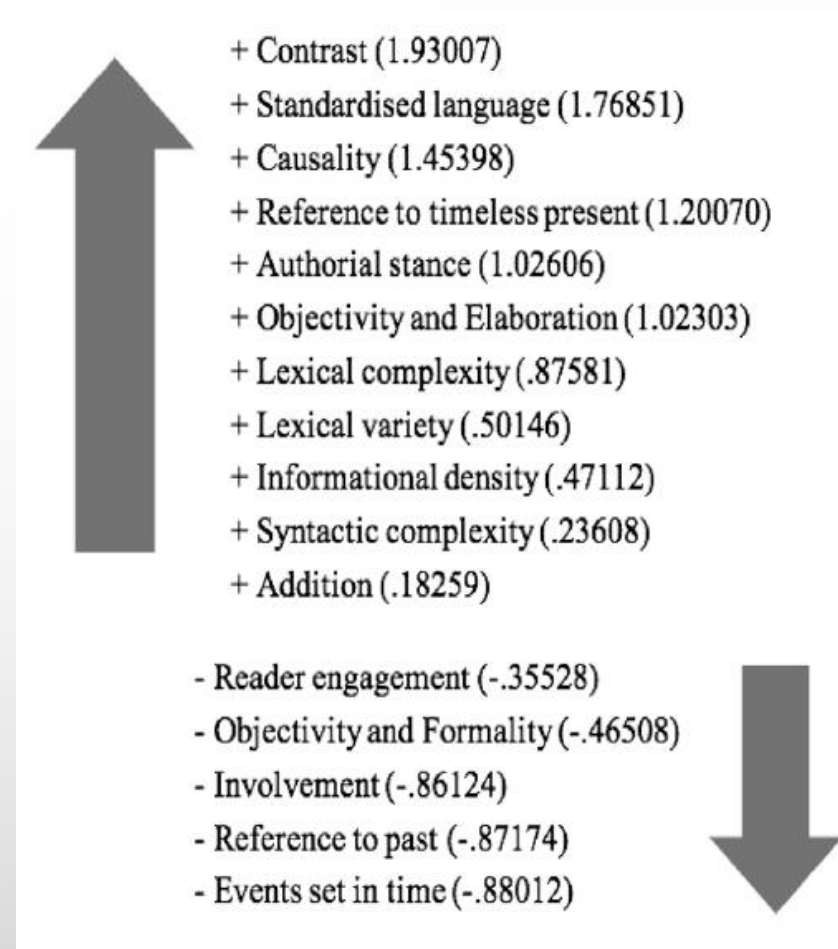 + Contrast (1.93007)
+ Standardised language (1.76851)
+ Causality (1.45398)
+ Reference to timeless present (1.20070)
+ Authorial stance (1.02606)
+ Objectivity and Elaboration (1.02303)
+ Lexical complexity (.87581)
+ Lexical variety (.50146)
+ Informational density (.47112)
+ Syntactic complexity (.23608)
+ Addition (.18259)
- Reader engagement (-.35528)
- Objectivity and Formality (-.46508)
- Involvement (-.86124)
- Reference to past (-.87174)
- Events set in time (-.88012)